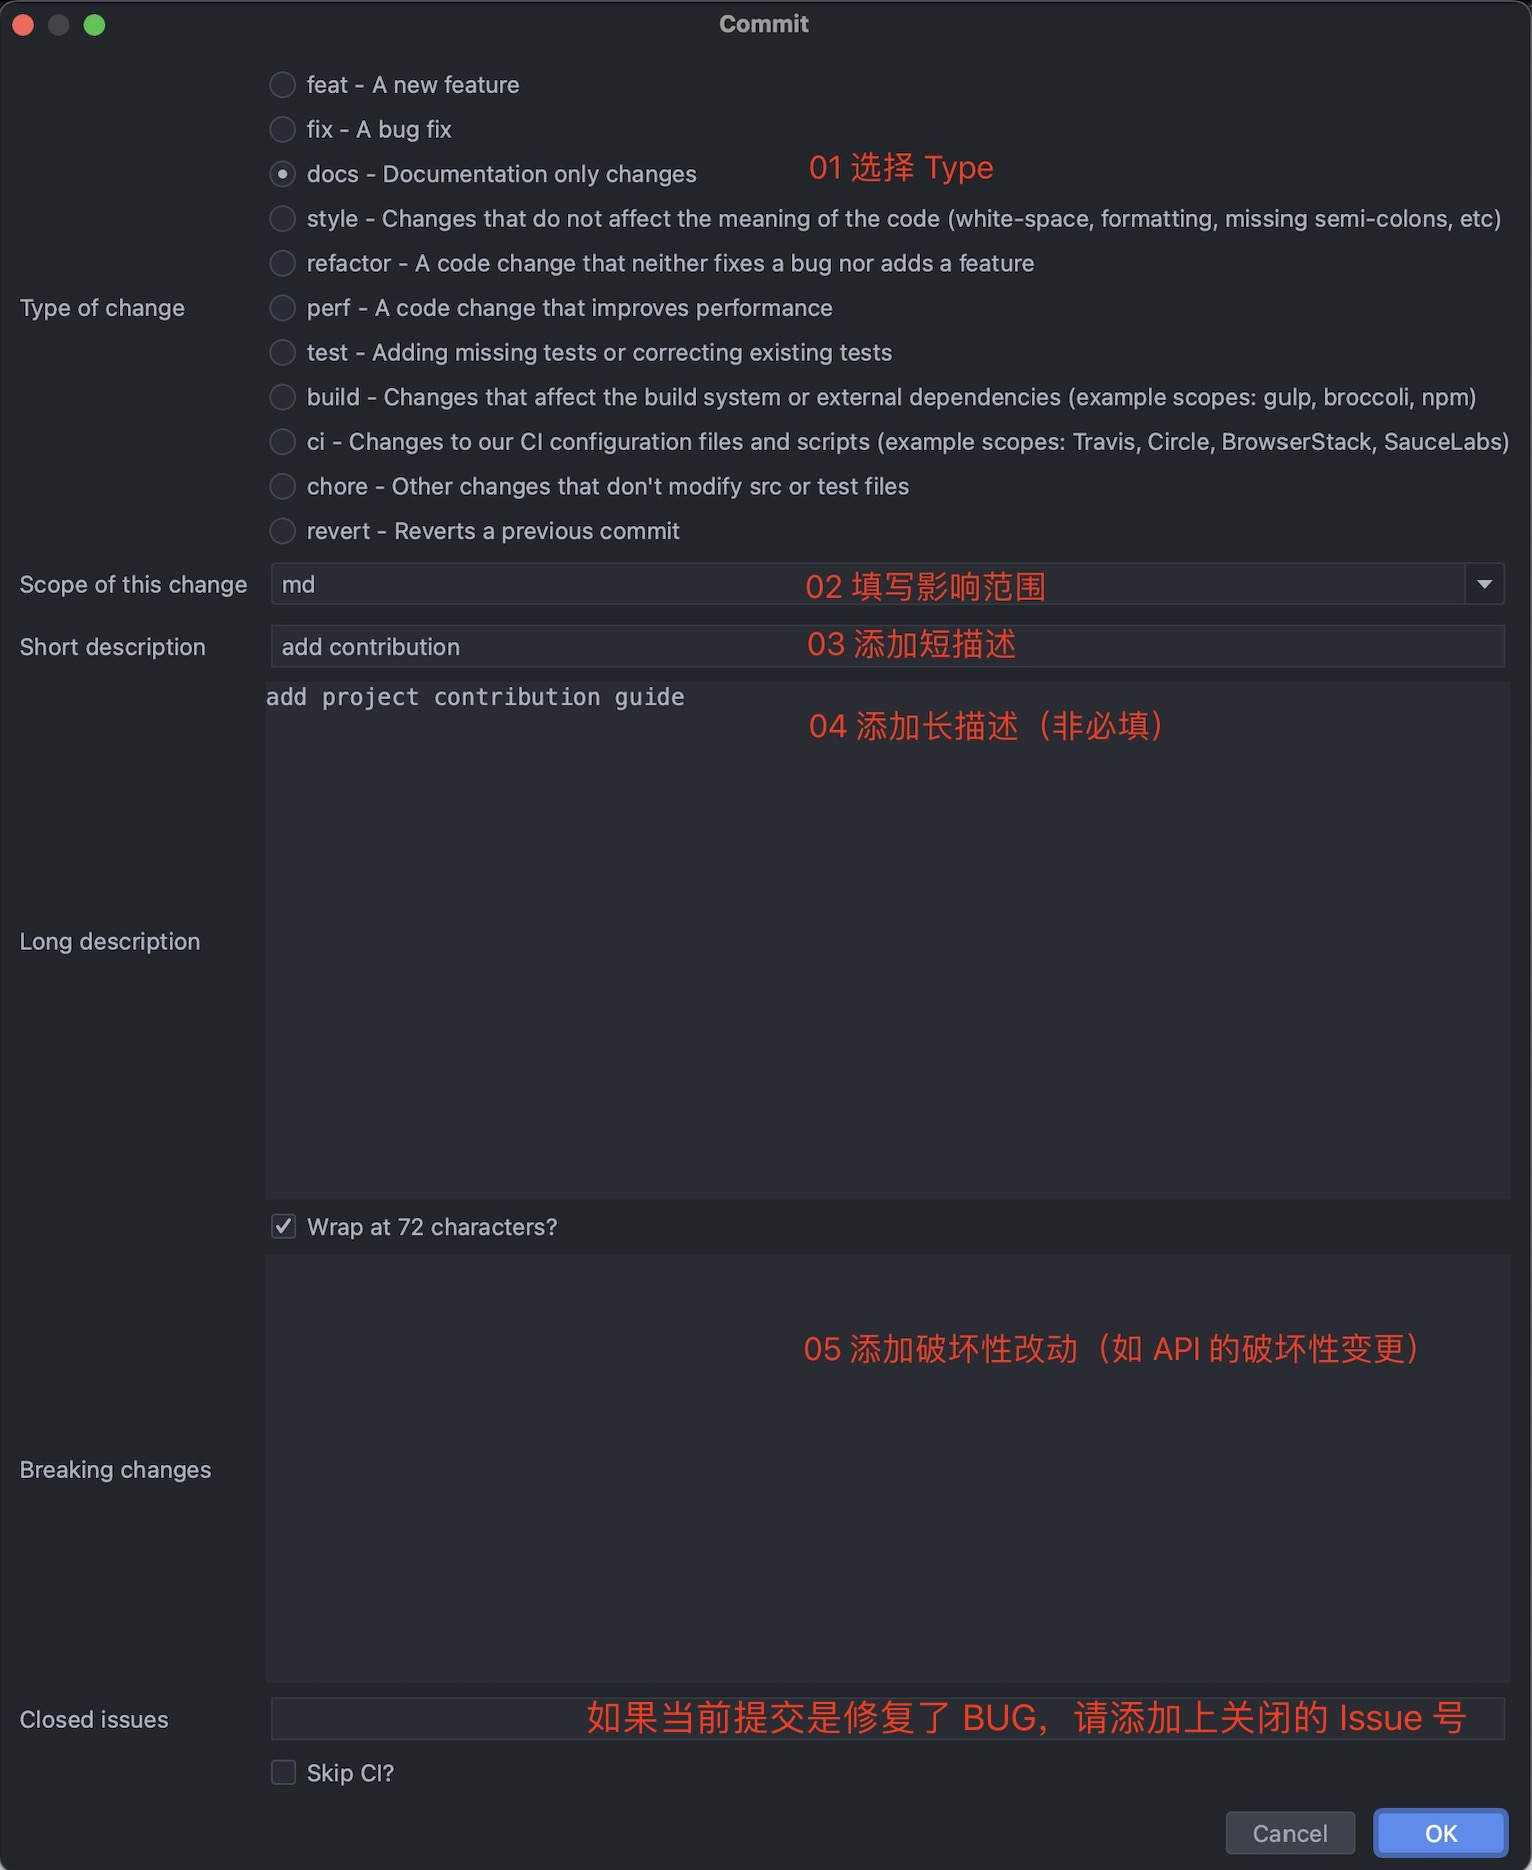 Commit
feat - A new feature
fix - A bug fix
docs - Documentation only changes
01 选择 Type
style - Changes that do not affect the meaning of the code (white-space, formatting, missing semi-colons, etc)
refactor - A code change that neither fixes a bug nor adds a feature
Type of change
perf - A code change that improves performance
test - Adding missing tests or correcting existing tests
build - Changes that affect the build system or external dependencies (example scopes: gulp, broccoli, npm)
ci - Changes to our CI configuration files and scripts (example scopes: Travis, Circle, BrowserStack, SauceLabs)
chore - Other changes that don't modify src or test files
revert - Reverts a previous commit
Scope of this change
md
02 填写影响范围
Short description
add contribution
03 添加短描述
add project contribution guide
04 添加长描述（非必填）
Long description
Wrap at 72 characters?
05 添加破坏性改动（如 API 的破坏性变更）
Breaking changes
Closed issues
如果当前提交是修复了 BUG，请添加上关闭的 Issue 号
Skip CI?
Cancel
OK